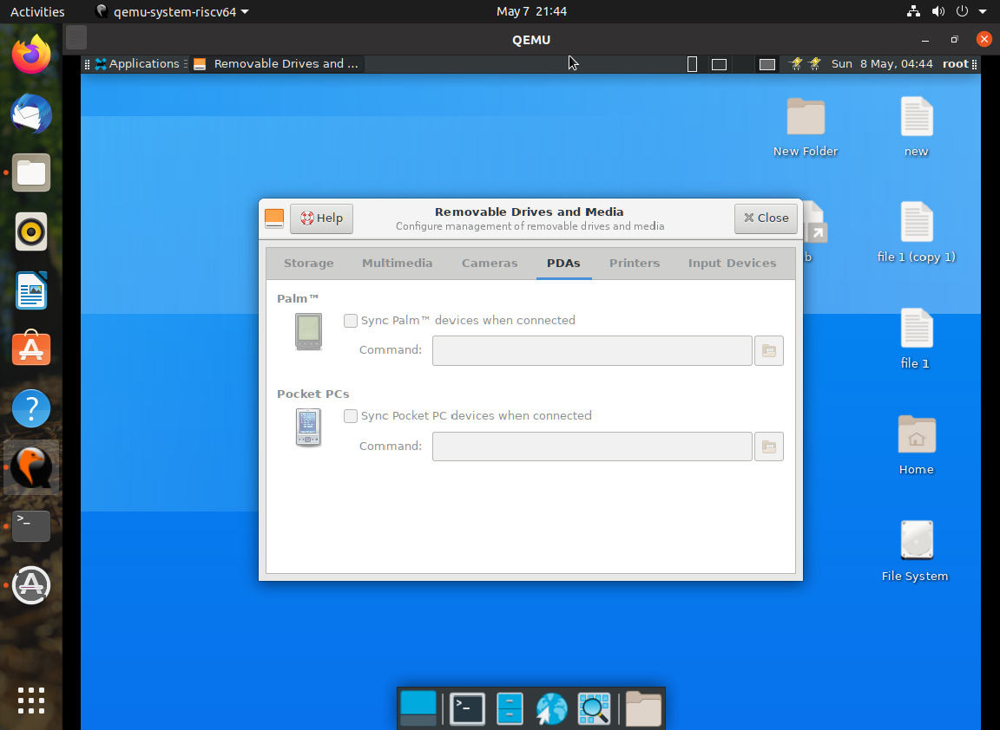 Activities qemu-system-riscv64 May 7 21:44
QEMU
Applications Removable Drives and ... Sun 8 May, 04:44 root
New Folder new
Help Removable Drives and Media Close
Configure management of removable drives and media
b file 1 (copy 1)
Storage Multimedia Cameras PDAs Printers Input Devices
Palm™
Sync Palm™ devices when connected
Command:
file 1
Pocket PCs
Sync Pocket PC devices when connected
Command:
Home
File System